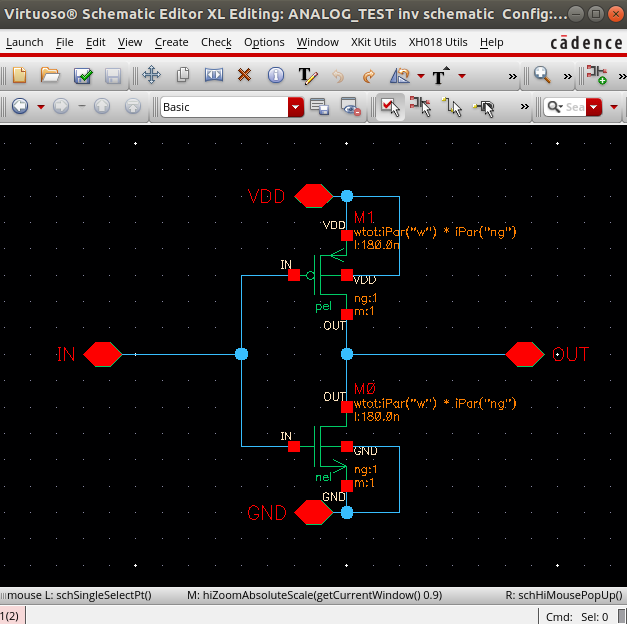 Virtuoso® Schematic Editor XL Editing: ANALOG_TEST inv schematic Config:...
Launch File Edit View Create Check Options Window XKit Utils XH018 Utils Help cādence
» » »
Basic » Sea
VDD
M1
VDD
wtot:iPar("w") * iPar("ng")
l:180.0n
IN
VDD
pel
ng:1
m:1
OUT
IN
OUT
M0
OUT
wtot:iPar("w") * iPar("ng")
l:180.0n
IN
GND
nel
ng:1
m:1
GND
GND
mouse L: schSingleSelectPt() M: hiZoomAbsoluteScale(getCurrentWindow() 0.9) R: schHiMousePopUp()
1(2) Cmd: Sel: 0